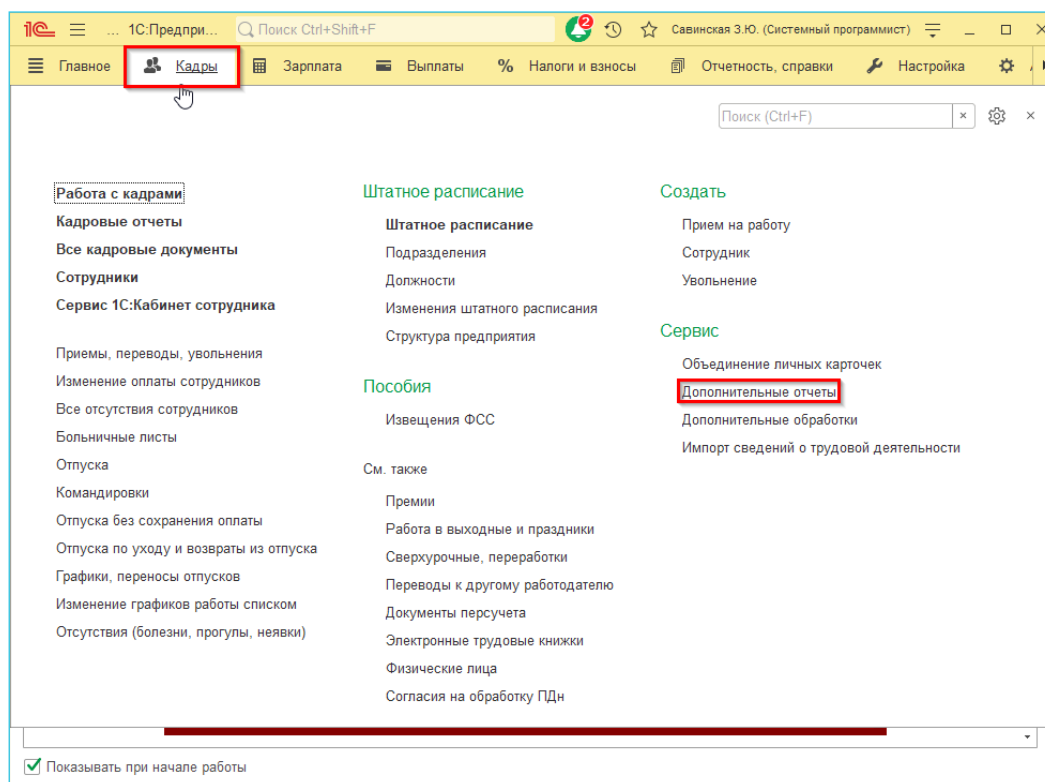 1С ... 1С:Предпри... Поиск Ctrl+Shift+F 2 Савинская З.Ю. (Системный программист)
Главное Кадры Зарплата Выплаты % Налоги и взносы Отчетность, справки Настройка
Поиск (Ctrl+F)
Работа с кадрами
Кадровые отчеты
Все кадровые документы
Сотрудники
Сервис 1С:Кабинет сотрудника
Приемы, переводы, увольнения
Изменение оплаты сотрудников
Все отсутствия сотрудников
Больничные листы
Отпуска
Командировки
Отпуска без сохранения оплаты
Отпуска по уходу и возвраты из отпуска
Графики, переносы отпусков
Изменение графиков работы списком
Отсутствия (болезни, прогулы, неявки)
Штатное расписание
Штатное расписание
Подразделения
Должности
Изменения штатного расписания
Структура предприятия
Пособия
Извещения ФСС
См. также
Премии
Работа в выходные и праздники
Сверхурочные, переработки
Переводы к другому работодателю
Документы персучета
Электронные трудовые книжки
Физические лица
Согласия на обработку ПДн
Создать
Прием на работу
Сотрудник
Увольнение
Сервис
Объединение личных карточек
Дополнительные отчеты
Дополнительные обработки
Импорт сведений о трудовой деятельности
Показывать при начале работы